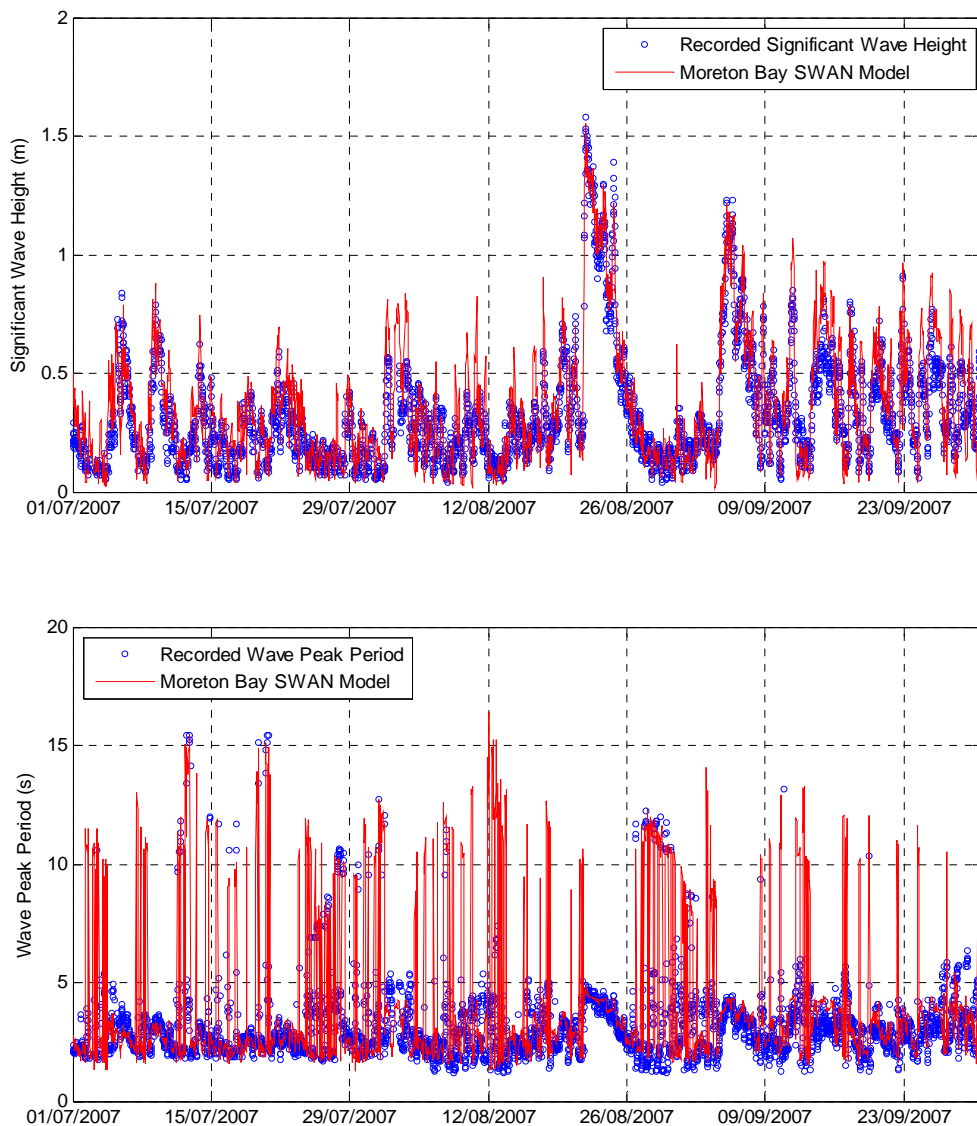 2
Recorded Significant Wave Height
Moreton Bay SWAN Model
1.5
1
0.5
0
Significant Wave Height (m)
01/07/2007 15/07/2007 29/07/2007 12/08/2007 26/08/2007 09/09/2007 23/09/2007
20
Recorded Wave Peak Period
Moreton Bay SWAN Model
15
10
5
0
Wave Peak Period (s)
01/07/2007 15/07/2007 29/07/2007 12/08/2007 26/08/2007 09/09/2007 23/09/2007